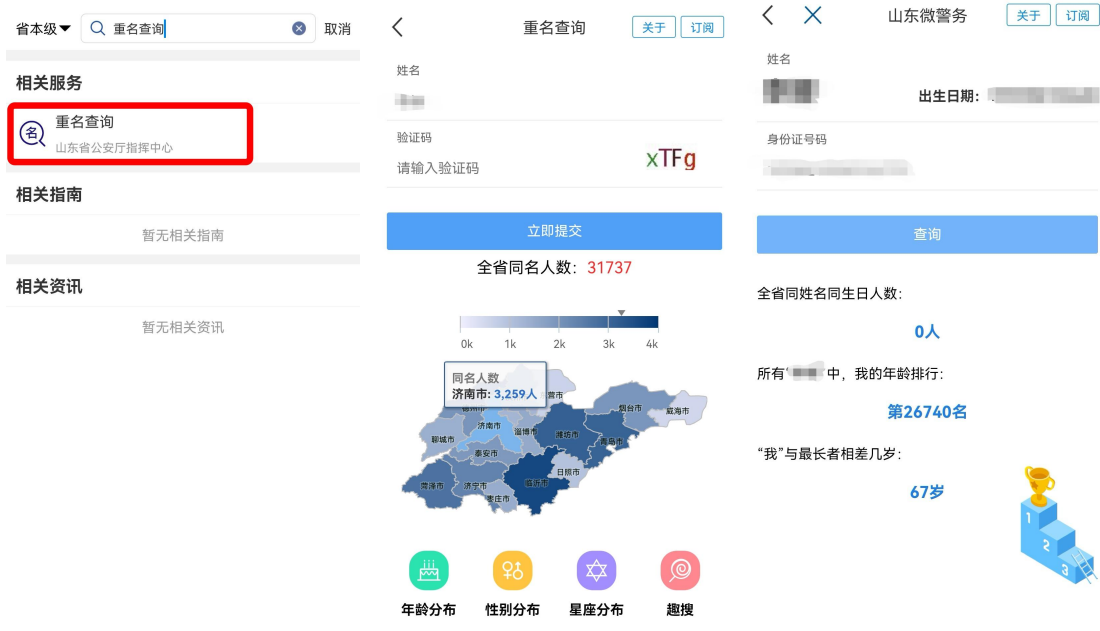 省本级
重名查询
取消
相关服务
名
重名查询
山东省公安厅指挥中心
相关指南
暂无相关指南
相关资讯
暂无相关资讯
重名查询
关于
订阅
姓名
验证码
请输入验证码
xTFg
立即提交
全省同名人数：31737
0k 1k 2k 3k 4k
同名人数
济南市: 3,259人
东营市
德州市
济南市
淄博市
潍坊市
烟台市
威海市
青岛市
聊城市
泰安市
日照市
菏泽市
济宁市
临沂市
枣庄市
年龄分布
性别分布
星座分布
趣搜
山东微警务
关于
订阅
姓名
出生日期：
身份证号码
查询
全省同姓名同生日人数：
0人
所有“ 中，我的年龄排行：
第26740名
“我”与最长者相差几岁：
67岁
1
2
3